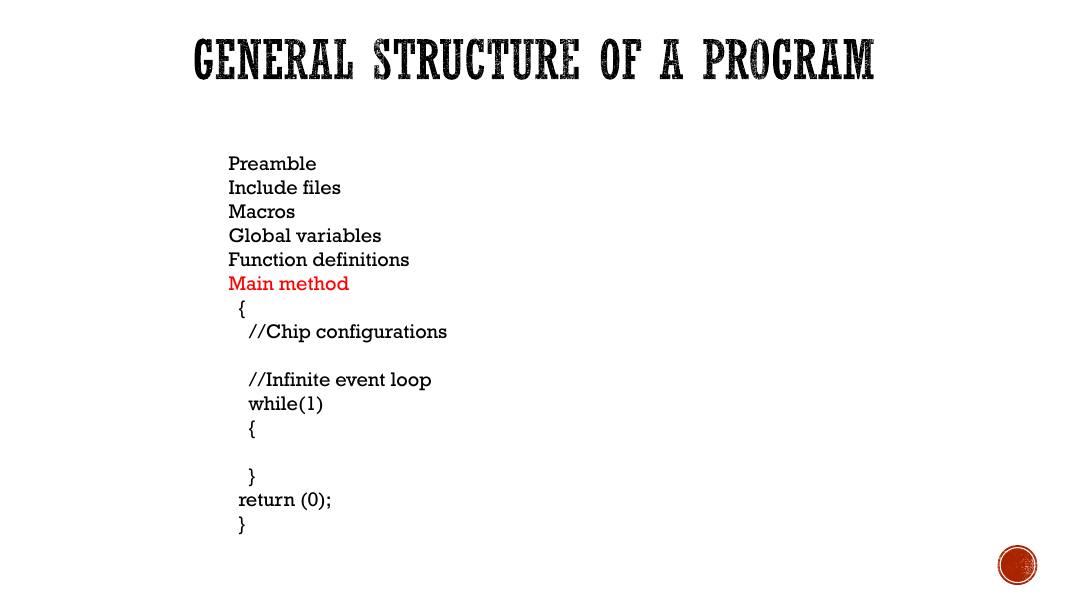 GENERAL STRUCTURE OF A PROGRAM
Preamble
Include files
Macros
Global variables
Function definitions
Main method
{
//Chip configurations
//Infinite event loop
while(1)
{
}
return (0);
}